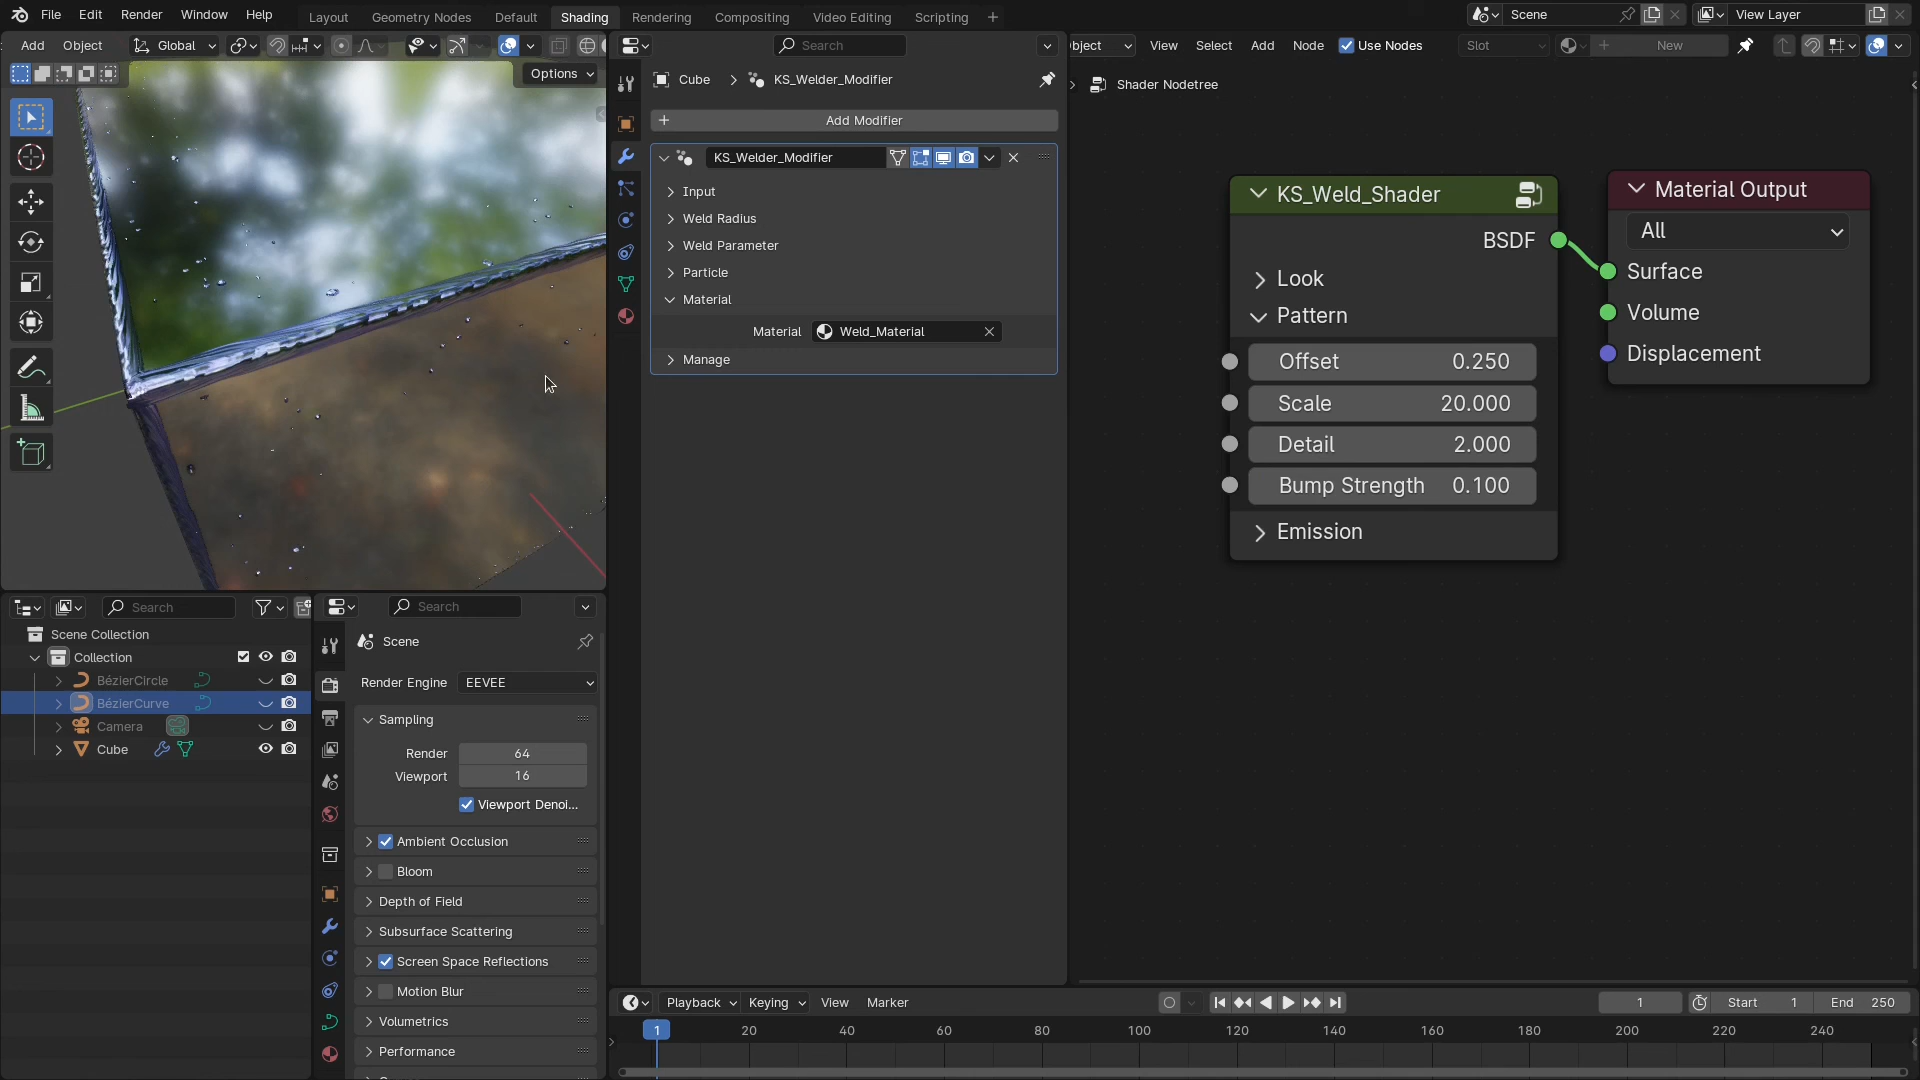 File Edit Render Window Help Layout Geometry Nodes Default Shading Rendering Compositing Video Editing Scripting Scene View Layer
Add Object Global
Options
Search
Cube KS_Welder_Modifier
Add Modifier
KS_Welder_Modifier
Input
Weld Radius
Weld Parameter
Particle
Material
Material Weld_Material
Manage
bject View Select Add Node Use Nodes Slot New
Shader Nodetree
KS_Weld_Shader
BSDF
Look
Pattern
Offset 0.250
Scale 20.000
Detail 2.000
Bump Strength 0.100
Emission
Material Output
All
Surface
Volume
Displacement
Search
Scene Collection
Collection
BézierCircle
BézierCurve
Camera
Cube
Search
Scene
Render Engine EEVEE
Sampling
Render 64
Viewport 16
Viewport Denoi...
Ambient Occlusion
Bloom
Depth of Field
Subsurface Scattering
Screen Space Reflections
Motion Blur
Volumetrics
Performance
Playback Keying View Marker 1 Start 1 End 250
1 20 40 60 80 100 120 140 160 180 200 220 240